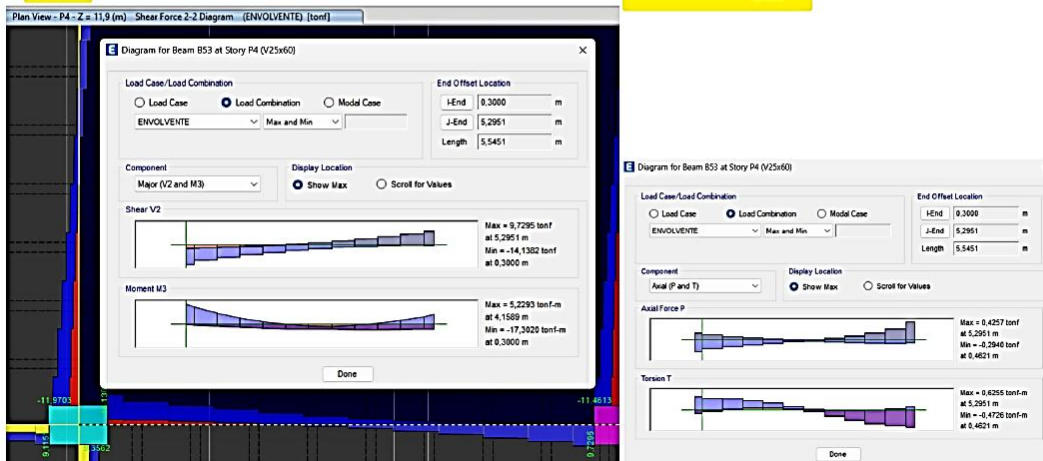 Plan View - P4 - Z = 11,9 (m) Shear Force 2-2 Diagram (ENVOLVENTE) [tonf]
E Diagram for Beam B53 at Story P4 (V25x60)
Load Case/Load Combination
Load Case Load Combination Modal Case
ENVOLVENTE Max and Min
End Offset Location
I-End 0,3000 m
J-End 5,2951 m
Length 5,5451 m
Component
Major (V2 and M3)
Display Location
Show Max Scroll for Values
Shear V2
Max = 9,7295 tonf
at 5,2951 m
Min = -14,1382 tonf
at 0,3000 m
Moment M3
Max = 5,2293 tonf-m
at 4,1589 m
Min = -17,3020 tonf-m
at 0,3000 m
Done
-11.9703
-11.4613
9.115
3562
9.7295
E Diagram for Beam B53 at Story P4 (V25x60)
Load Case/Load Combination
Load Case Load Combination Modal Case
ENVOLVENTE Max and Min
End Offset Location
I-End 0,3000 m
J-End 5,2951 m
Length 5,5451 m
Component
Axial (P and T)
Display Location
Show Max Scroll for Values
Axial Force P
Max = 0,4257 tonf
at 5,2951 m
Min = -0,2940 tonf
at 0,4621 m
Torsion T
Max = 0,6255 tonf-m
at 5,2951 m
Min = -0,4726 tonf-m
at 0,4621 m
Done